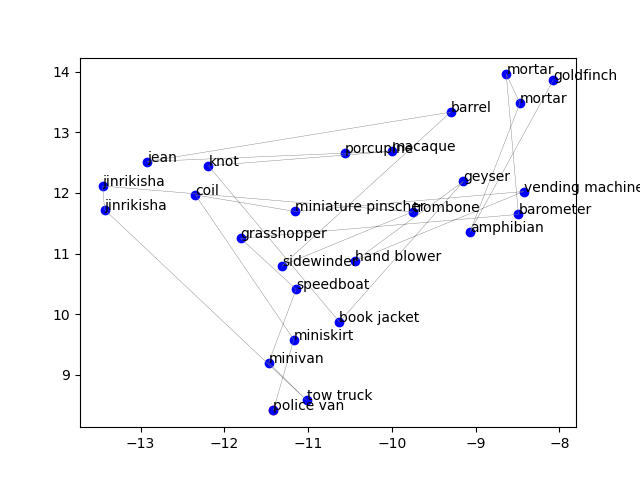 14
mortar
goldfinch
mortar
barrel
13
porcupine
macaque
jean
knot
geyser
jinrikisha
12
coil
vending machine
miniature pinscher
trombone
barometer
jinrikisha
amphibian
grasshopper
11
sidewinder
hand blower
speedboat
10
book jacket
miniskirt
minivan
9
tow truck
police van
−13
−12
−11
−10
−9
−8